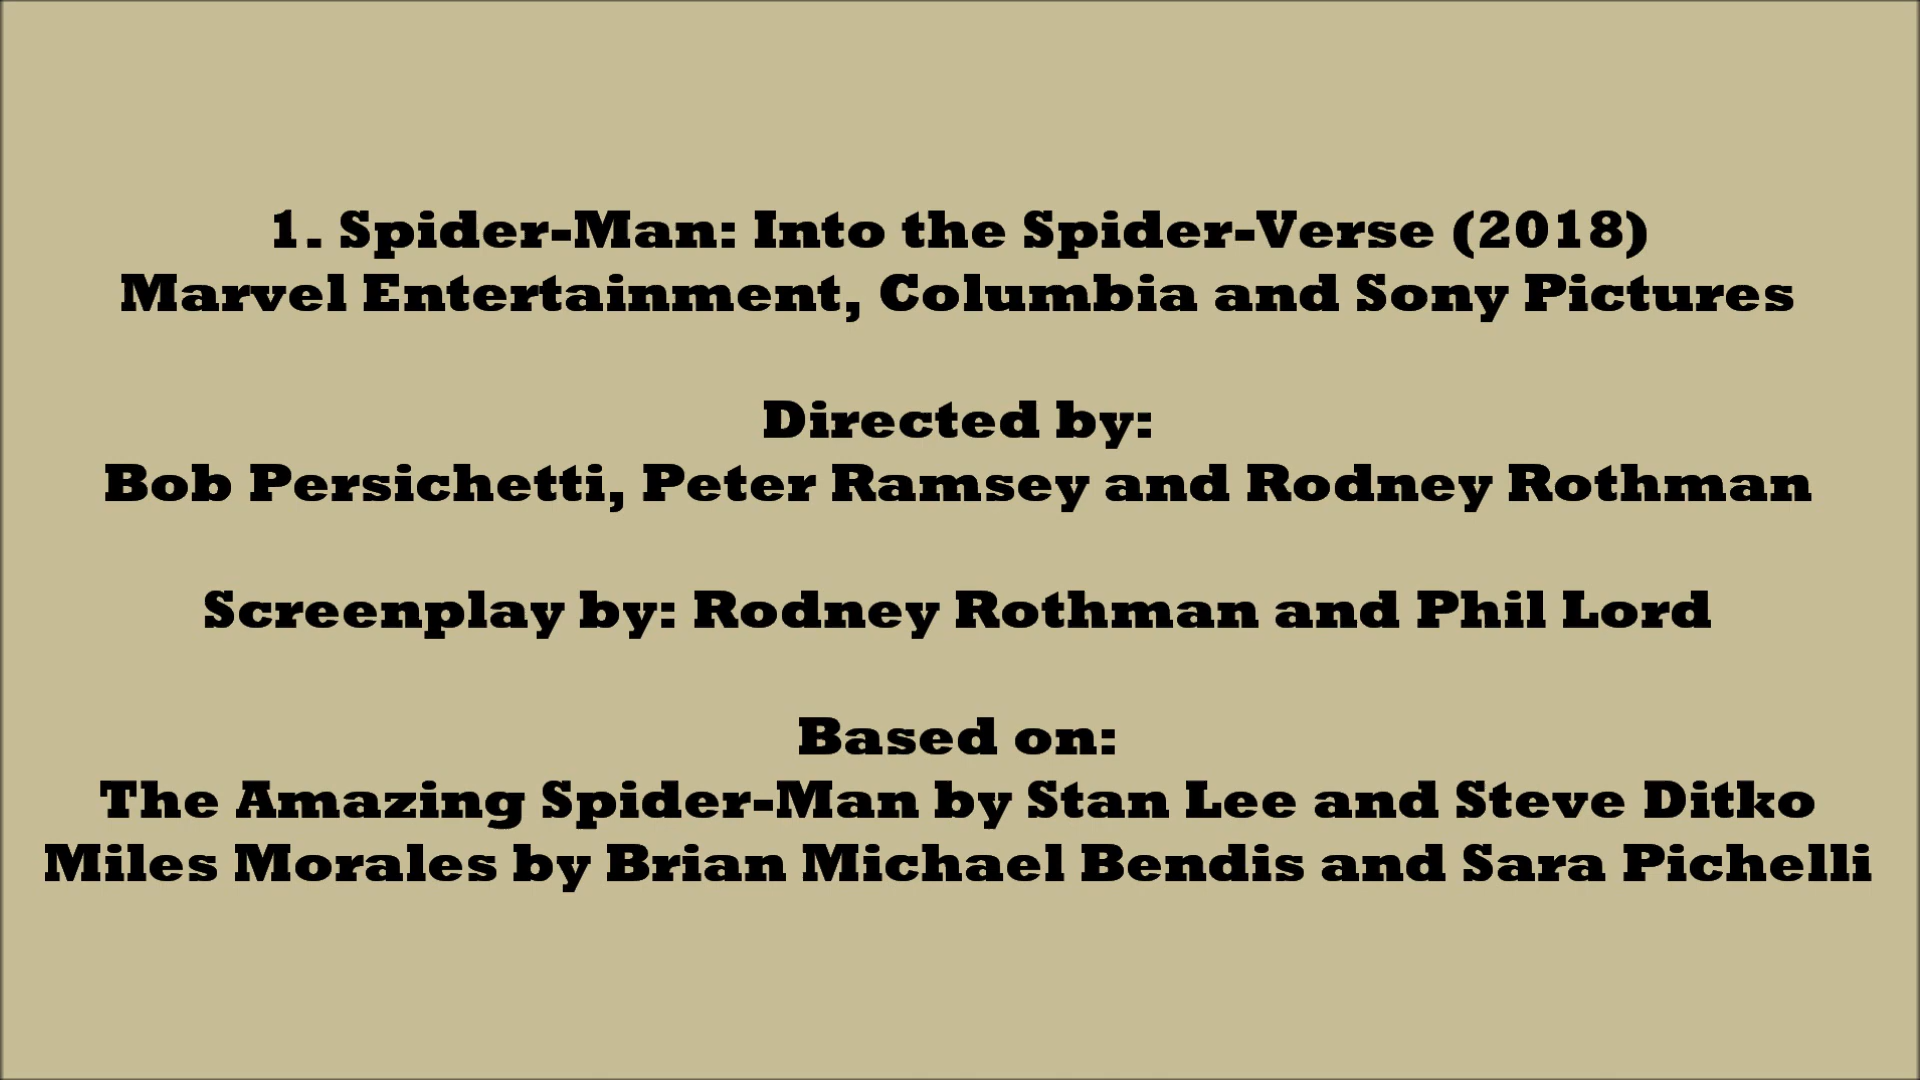 1. Spider-Man: Into the Spider-Verse (2018)
Marvel Entertainment, Columbia and Sony Pictures
Directed by:
Bob Persichetti, Peter Ramsey and Rodney Rothman
Screenplay by: Rodney Rothman and Phil Lord
Based on:
The Amazing Spider-Man by Stan Lee and Steve Ditko
Miles Morales by Brian Michael Bendis and Sara Pichelli